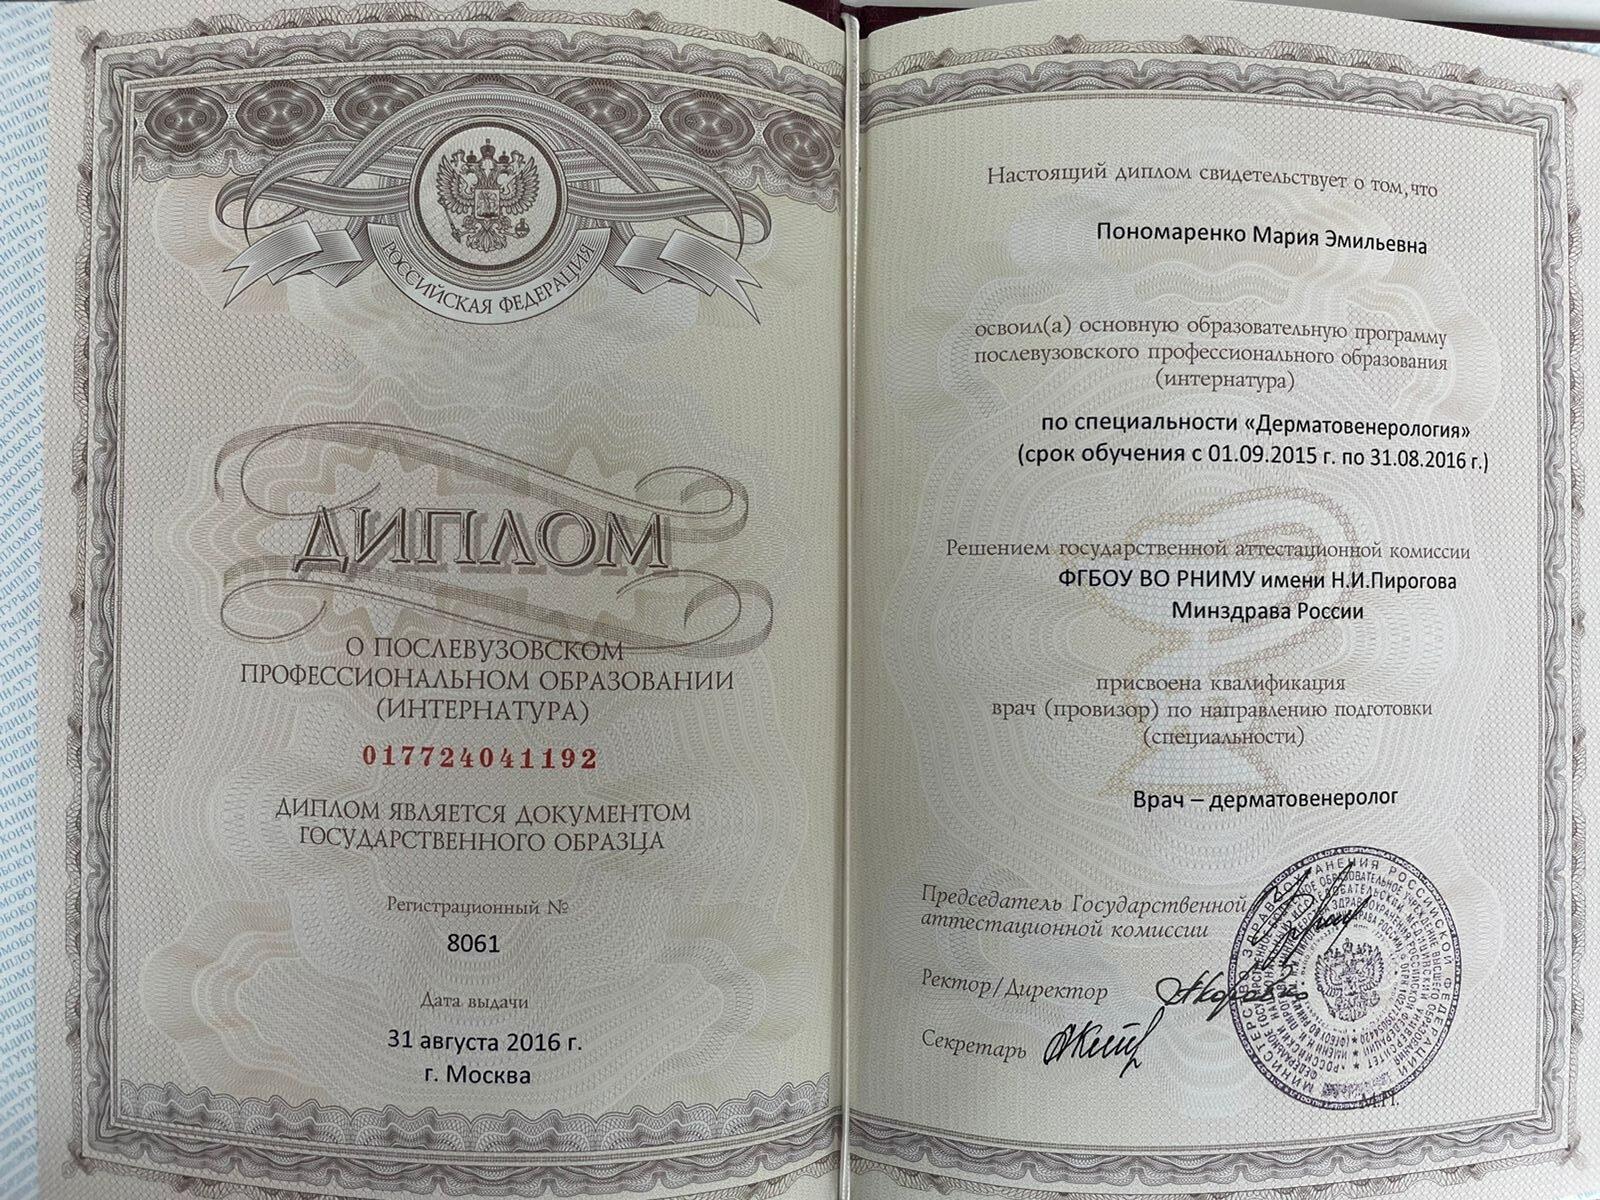 РОССИЙСКАЯ ФЕДЕРАЦИЯ
ДИПЛОМ
О ПОСЛЕВУЗОВСКОМ
ПРОФЕССИОНАЛЬНОМ ОБРАЗОВАНИИ
(ИНТЕРНАТУРА)
017724041192
ДИПЛОМ ЯВЛЯЕТСЯ ДОКУМЕНТОМ
ГОСУДАРСТВЕННОГО ОБРАЗЦА
Регистрационный №
8061
Дата выдачи
31 августа 2016 г.
г. Москва
Настоящий диплом свидетельствует о том, что
Пономаренко Мария Эмильевна
освоил(а) основную образовательную программу
послевузовского профессионального образования
(интернатура)
по специальности «Дерматовенерология»
(срок обучения с 01.09.2015 г. по 31.08.2016 г.)
Решением государственной аттестационной комиссии
ФГБОУ ВО РНИМУ имени Н.И.Пирогова
Минздрава России
присвоена квалификация
врач (провизор) по направлению подготовки
(специальности)
Врач – дерматовенеролог
Председатель Государственной
аттестационной комиссии
Ректор/Директор
Секретарь
М.П.